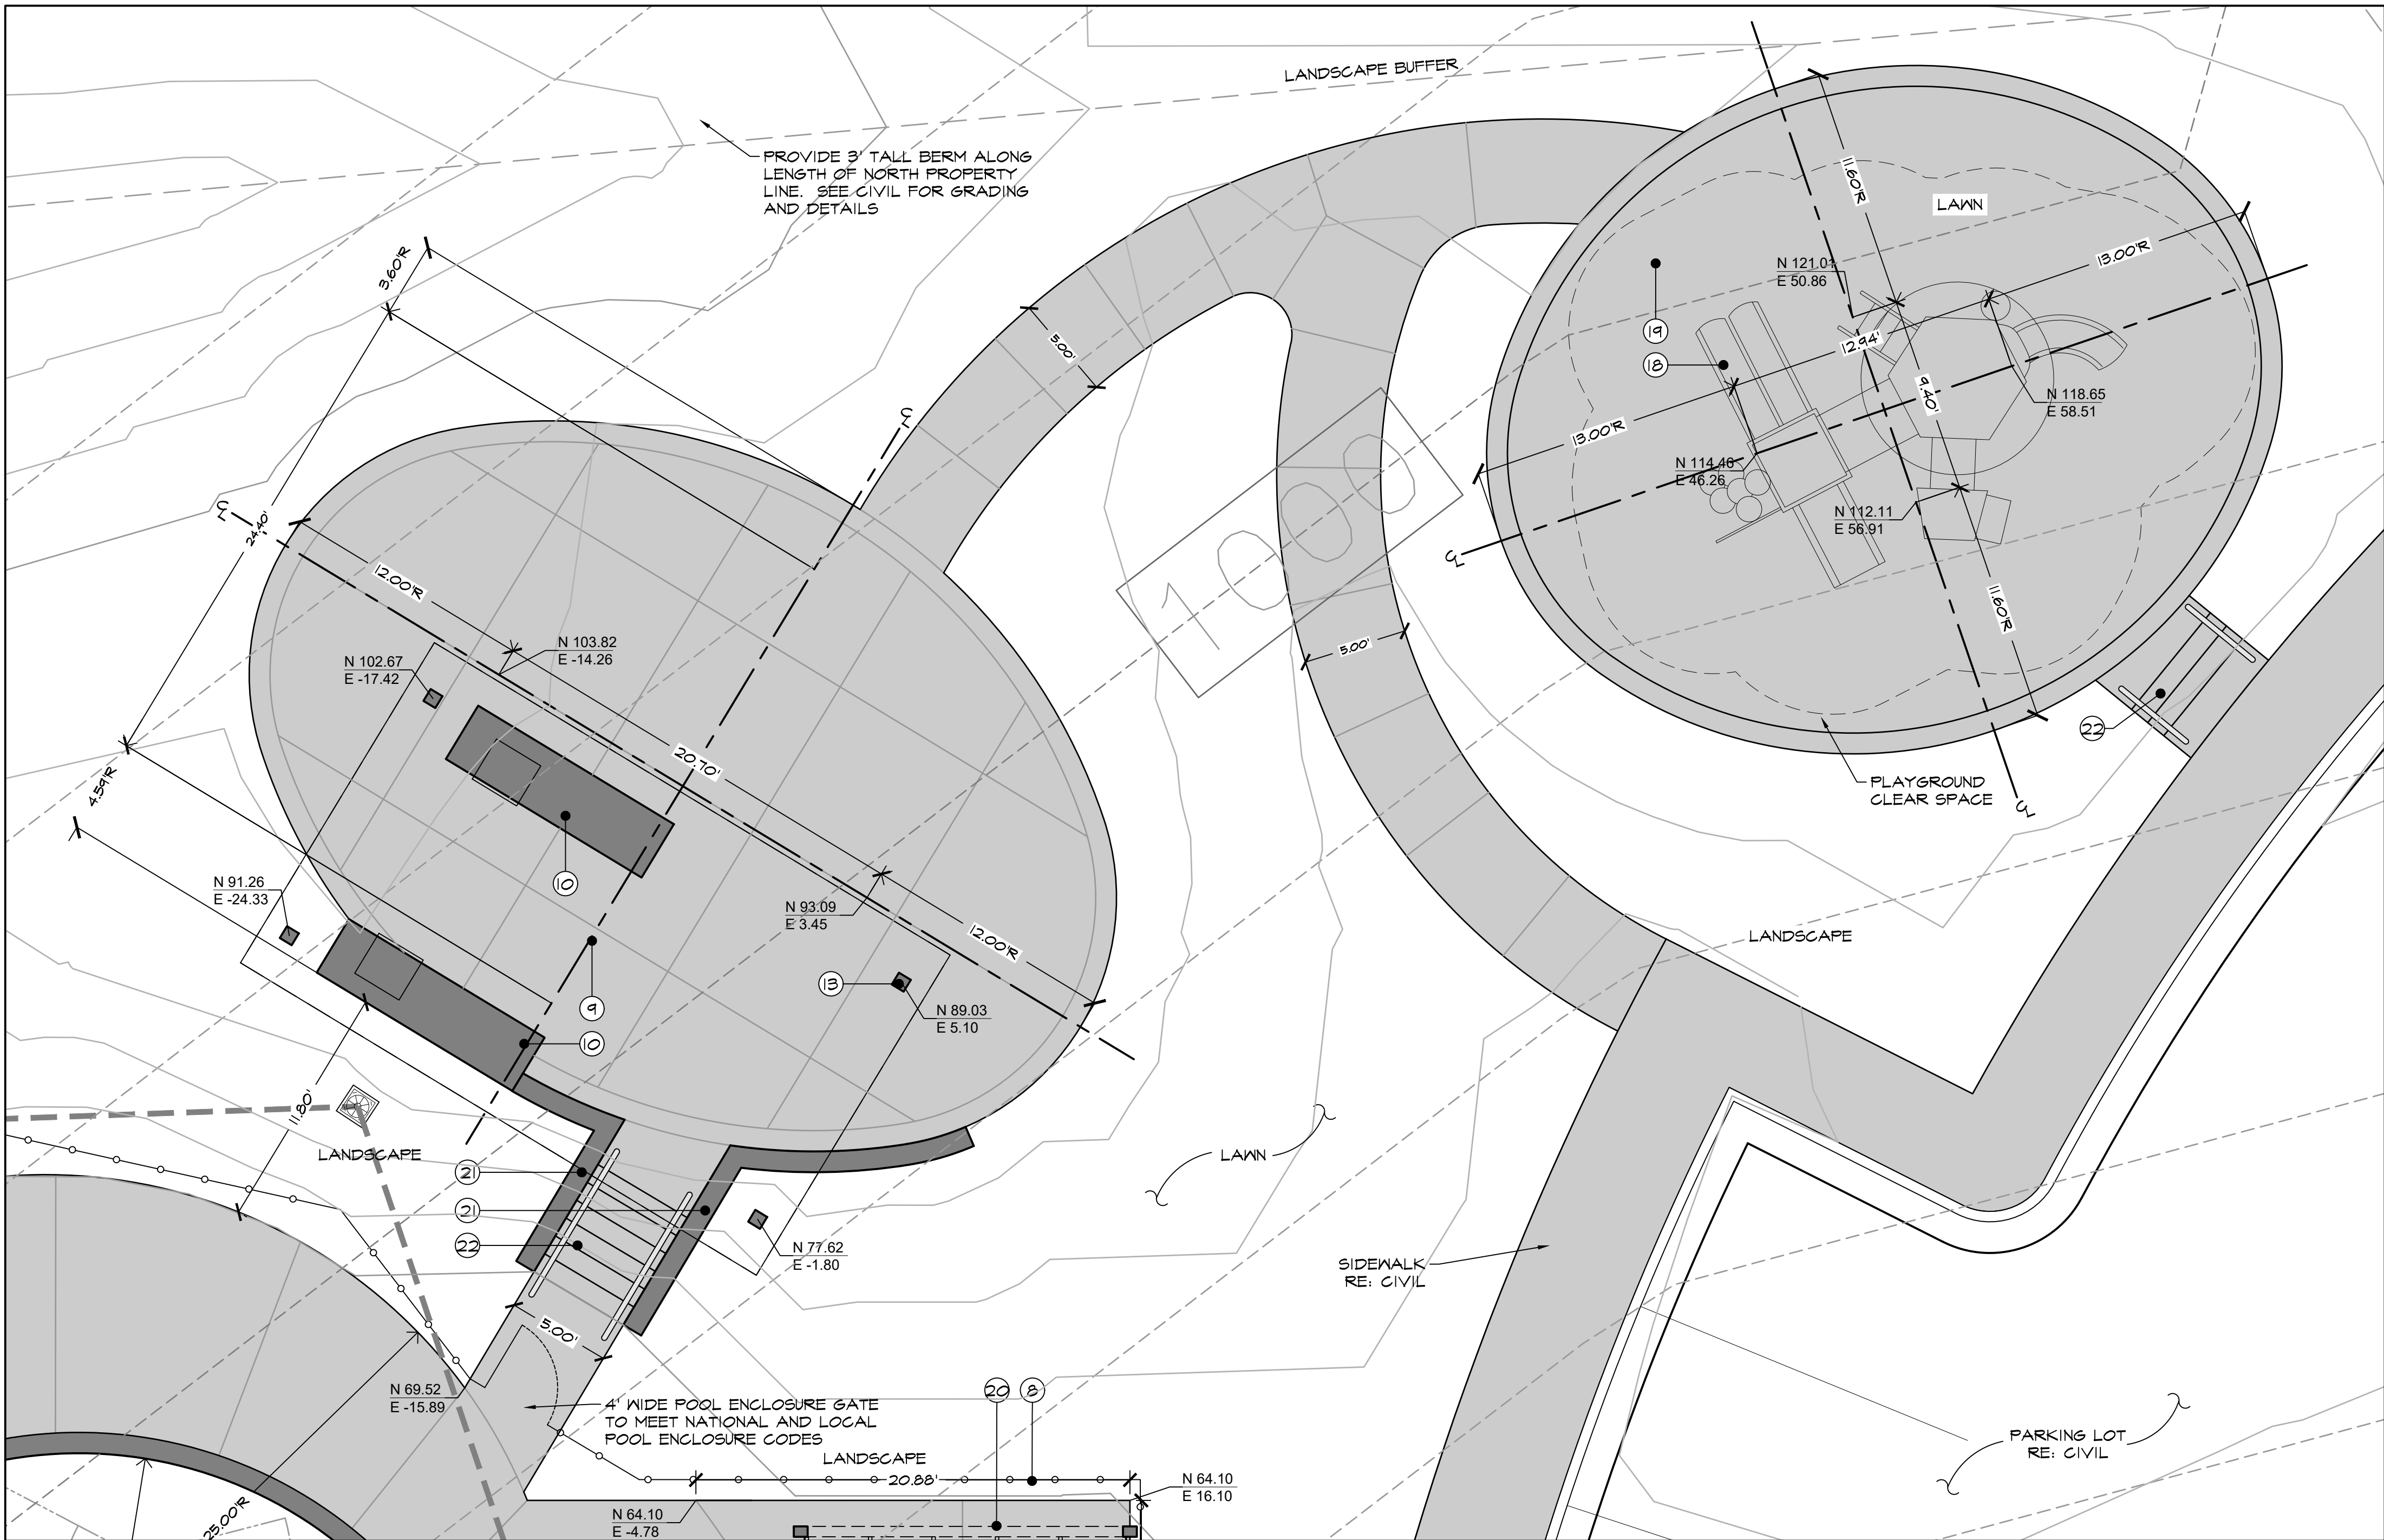 LANDSCAPE BUFFER
PROVIDE 3' TALL BERM ALONG
LENGTH OF NORTH PROPERTY
LINE. SEE CIVIL FOR GRADING
AND DETAILS
11.60'R
LAWN
13.00'R
N 121.01
E 50.86
19
18
12.94'
9.40'
N 118.65
E 58.51
13.00'R
N 114.46
E 46.26
N 112.11
E 56.91
11.60'R
CL
CL
22
PLAYGROUND
CLEAR SPACE
3.60'R
5.00'
1000
CL
CL
24.40'
12.00'R
N 103.82
E -14.26
N 102.67
E -17.42
5.00'
20.70'
4.59'R
10
N 91.26
E -24.33
N 93.09
E 3.45
12.00'R
13
9
N 89.03
E 5.10
10
LANDSCAPE
11.80'
LANDSCAPE
21
21
22
N 77.62
E -1.80
LAWN
SIDEWALK
RE: CIVIL
5.00'
N 69.52
E -15.89
4' WIDE POOL ENCLOSURE GATE
TO MEET NATIONAL AND LOCAL
POOL ENCLOSURE CODES
20
8
LANDSCAPE
20.88'
N 64.10
E 16.10
N 64.10
E -4.78
25.00'R
PARKING LOT
RE: CIVIL